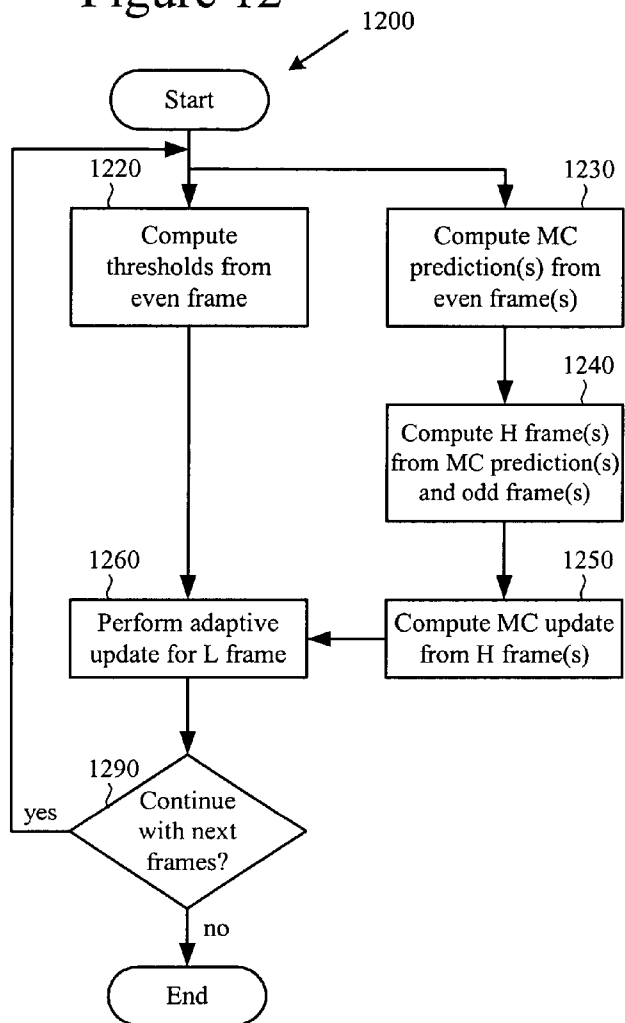 Figure 12
1200
Start
1220
Compute
thresholds from
even frame
1230
Compute MC
prediction(s) from
even frame(s)
1240
Compute H frame(s)
from MC prediction(s)
and odd frame(s)
1250
Compute MC update
from H frame(s)
1260
Perform adaptive
update for L frame
1290
Continue
with next
frames?
yes
no
End